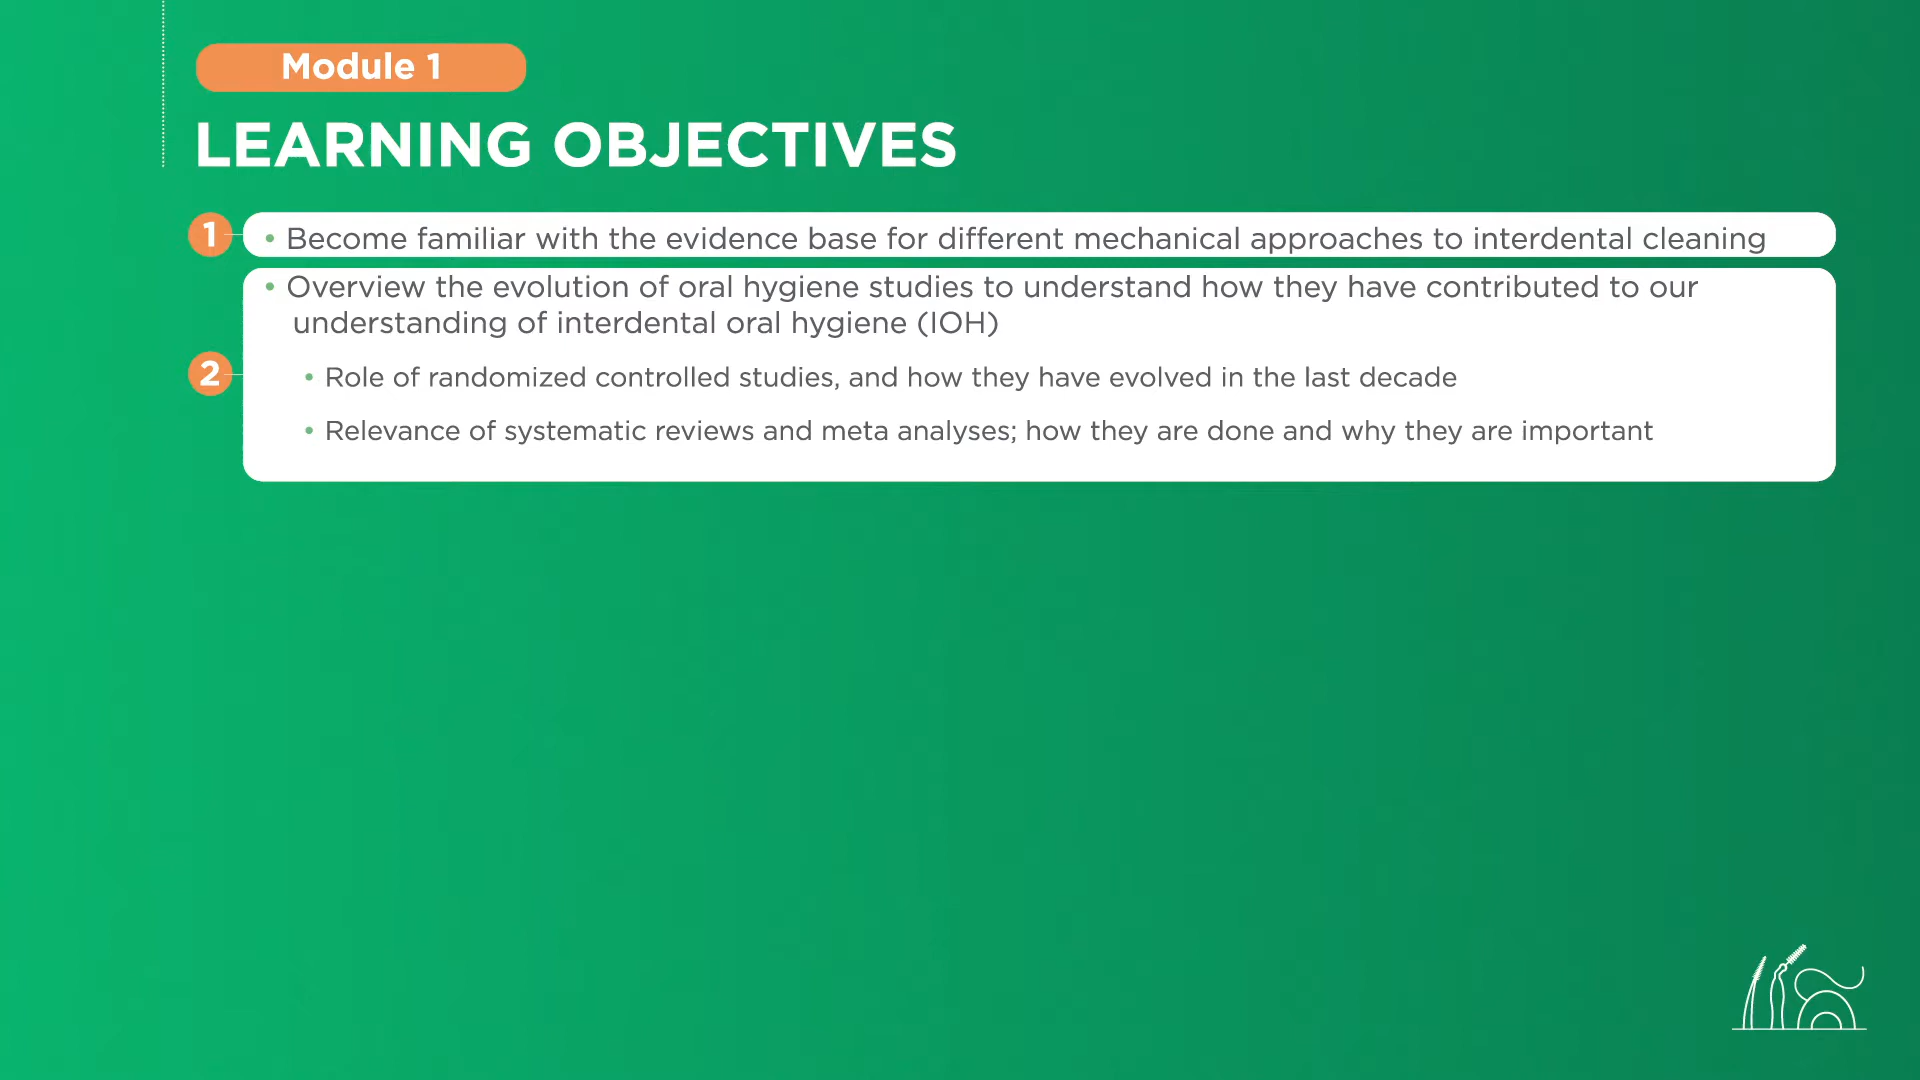 Module 1
LEARNING OBJECTIVES
1
• Become familiar with the evidence base for different mechanical approaches to interdental cleaning
• Overview the evolution of oral hygiene studies to understand how they have contributed to our
understanding of interdental oral hygiene (IOH)
2
• Role of randomized controlled studies, and how they have evolved in the last decade
• Relevance of systematic reviews and meta analyses; how they are done and why they are important